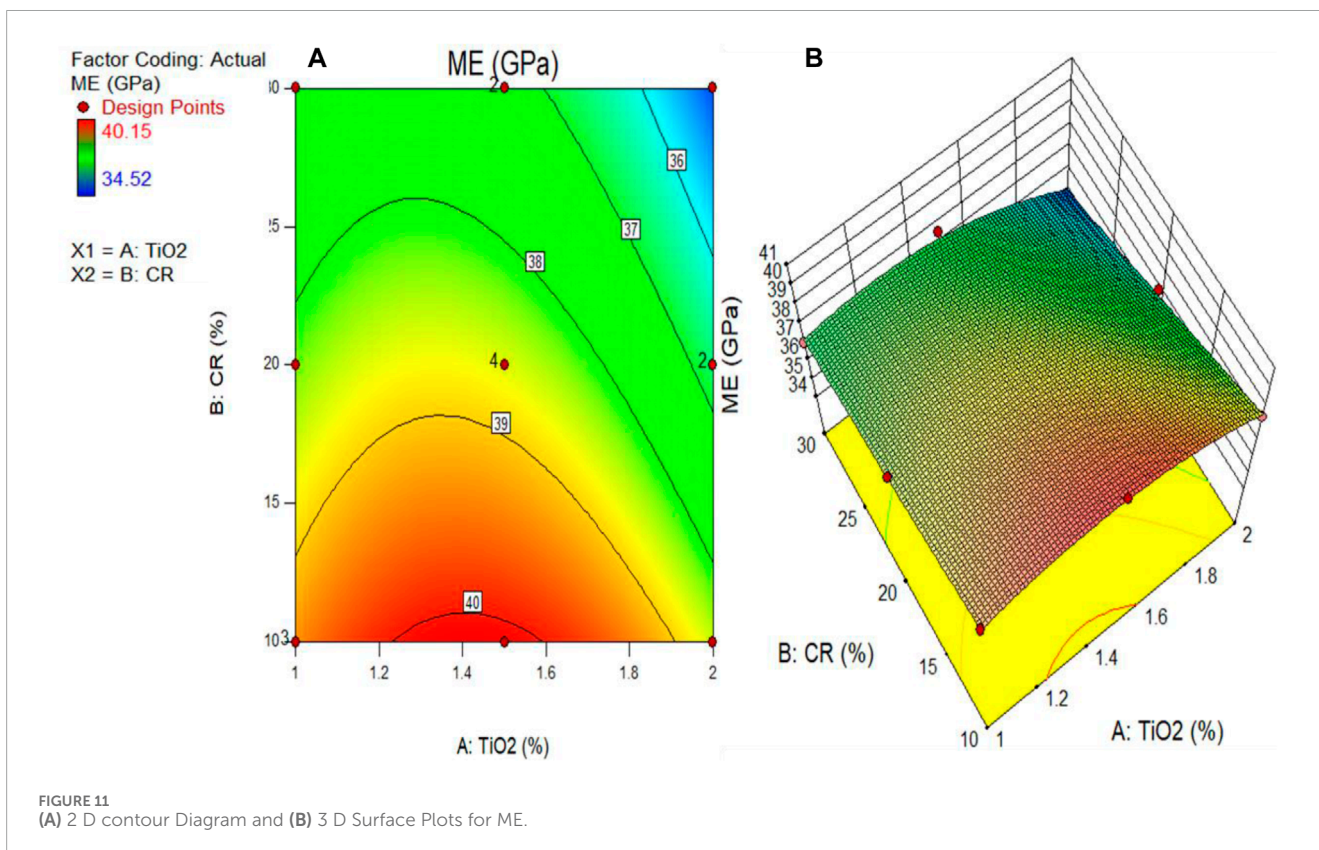 Factor Coding: Actual
ME (GPa)
Design Points
40.15
34.52
X1 = A: TiO2
X2 = B: CR
A
ME (GPa)
B: CR (%)
30
25
20
15
10
2
4
2
3
36
37
38
39
40
1
1.2
1.4
1.6
1.8
2
A: TiO2 (%)
B
ME (GPa)
41
40
39
38
37
36
35
34
30
25
20
15
10
B: CR (%)
1
1.2
1.4
1.6
1.8
2
A: TiO2 (%)
FIGURE 11
(A) 2 D contour Diagram and (B) 3 D Surface Plots for ME.